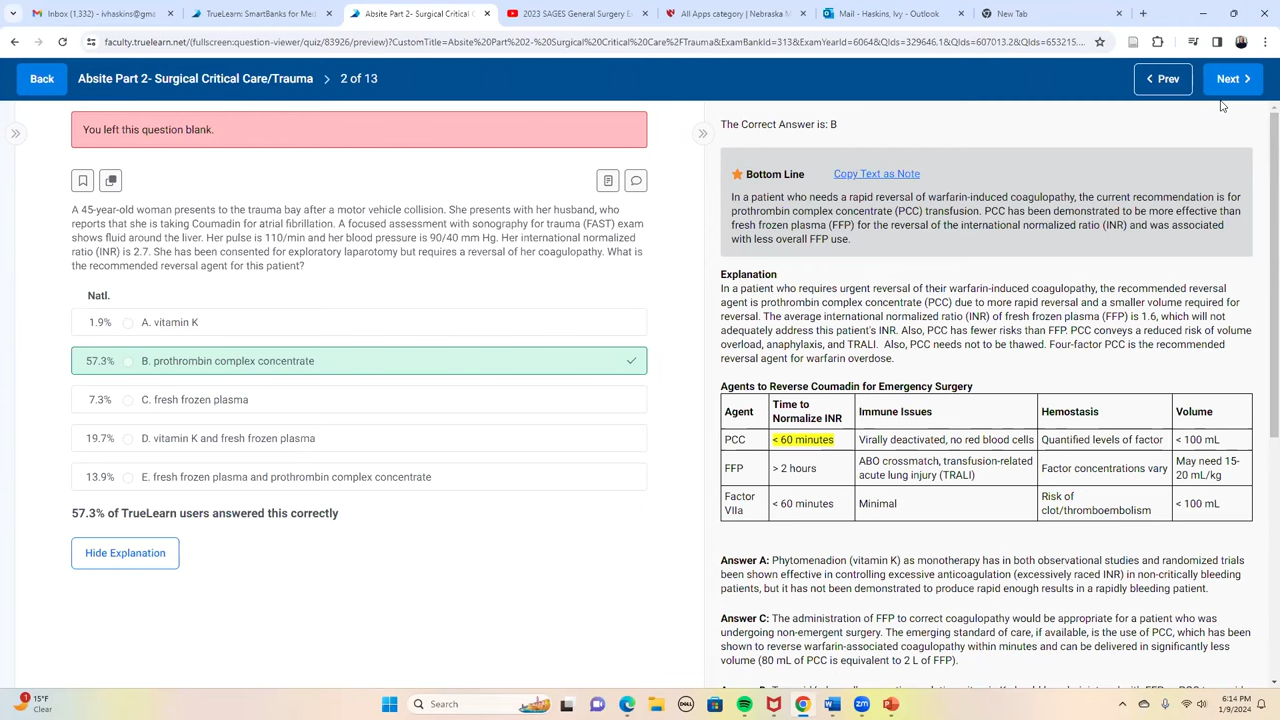 Inbox (1,332) - ivhaskins@gma
TrueLearn: SmartBanks for Med
Absite Part 2- Surgical Critical C
2023 SAGES General Surgery E
All Apps category | Nebraska M
Mail - Haskins, Ivy - Outlook
New Tab
faculty.truelearn.net/(fullscreen:question-viewer/quiz/83926/preview)?CustomTitle=Absite%20Part%202-%20Surgical%20Critical%20Care%2FTrauma&ExamBankId=313&ExamYearId=6064&QIds=329646.1&QIds=607013.2&QIds=653215....
Back
Absite Part 2- Surgical Critical Care/Trauma
2 of 13
Prev
Next
You left this question blank.
A 45-year-old woman presents to the trauma bay after a motor vehicle collision. She presents with her husband, who
reports that she is taking Coumadin for atrial fibrillation. A focused assessment with sonography for trauma (FAST) exam
shows fluid around the liver. Her pulse is 110/min and her blood pressure is 90/40 mm Hg. Her international normalized
ratio (INR) is 2.7. She has been consented for exploratory laparotomy but requires a reversal of her coagulopathy. What is
the recommended reversal agent for this patient?
Natl.
1.9% A. vitamin K
57.3% B. prothrombin complex concentrate
7.3% C. fresh frozen plasma
19.7% D. vitamin K and fresh frozen plasma
13.9% E. fresh frozen plasma and prothrombin complex concentrate
57.3% of TrueLearn users answered this correctly
Hide Explanation
The Correct Answer is: B
Bottom Line Copy Text as Note
In a patient who needs a rapid reversal of warfarin-induced coagulopathy, the current recommendation is for
prothrombin complex concentrate (PCC) transfusion. PCC has been demonstrated to be more effective than
fresh frozen plasma (FFP) for the reversal of the international normalized ratio (INR) and was associated
with less overall FFP use.
Explanation
In a patient who requires urgent reversal of their warfarin-induced coagulopathy, the recommended reversal
agent is prothrombin complex concentrate (PCC) due to more rapid reversal and a smaller volume required for
reversal. The average international normalized ratio (INR) of fresh frozen plasma (FFP) is 1.6, which will not
adequately address this patient's INR. Also, PCC has fewer risks than FFP. PCC conveys a reduced risk of volume
overload, anaphylaxis, and TRALI. Also, PCC needs not to be thawed. Four-factor PCC is the recommended
reversal agent for warfarin overdose.
Agents to Reverse Coumadin for Emergency Surgery
Agent Time to Normalize INR Immune Issues Hemostasis Volume
PCC < 60 minutes Virally deactivated, no red blood cells Quantified levels of factor < 100 mL
FFP > 2 hours ABO crossmatch, transfusion-related acute lung injury (TRALI) Factor concentrations vary May need 15-20 mL/kg
Factor VIIa < 60 minutes Minimal Risk of clot/thromboembolism < 100 mL
Answer A: Phytomenadion (vitamin K) as monotherapy has in both observational studies and randomized trials
been shown effective in controlling excessive anticoagulation (excessively raced INR) in non-critically bleeding
patients, but it has not been demonstrated to produce rapid enough results in a rapidly bleeding patient.
Answer C: The administration of FFP to correct coagulopathy would be appropriate for a patient who was
undergoing non-emergent surgery. The emerging standard of care, if available, is the use of PCC, which has been
shown to reverse warfarin-associated coagulopathy within minutes and can be delivered in significantly less
volume (80 mL of PCC is equivalent to 2 L of FFP).
1
15°F
Clear
Search
6:14 PM
1/9/2024